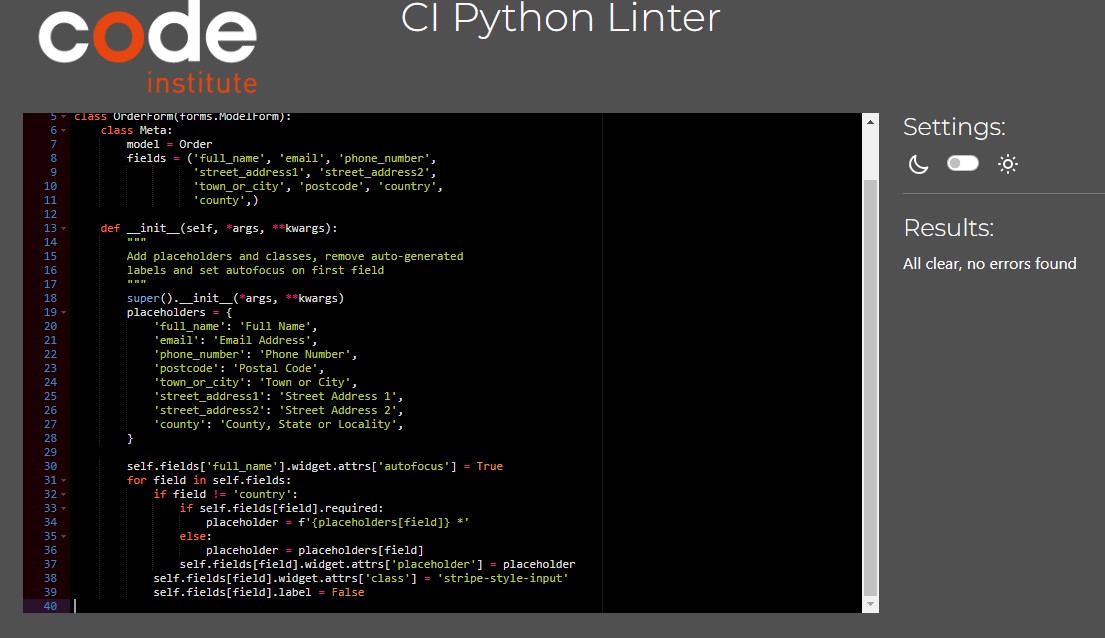 code
institute
CI Python Linter
5 class OrderForm(forms.ModelForm):
6     class Meta:
7         model = Order
8         fields = ('full_name', 'email', 'phone_number',
9                   'street_address1', 'street_address2',
10                   'town_or_city', 'postcode', 'country',
11                   'county',)
12
13     def __init__(self, *args, **kwargs):
14         """
15         Add placeholders and classes, remove auto-generated
16         labels and set autofocus on first field
17         """
18         super().__init__(*args, **kwargs)
19         placeholders = {
20             'full_name': 'Full Name',
21             'email': 'Email Address',
22             'phone_number': 'Phone Number',
23             'postcode': 'Postal Code',
24             'town_or_city': 'Town or City',
25             'street_address1': 'Street Address 1',
26             'street_address2': 'Street Address 2',
27             'county': 'County, State or Locality',
28         }
29
30         self.fields['full_name'].widget.attrs['autofocus'] = True
31         for field in self.fields:
32             if field != 'country':
33                 if self.fields[field].required:
34                     placeholder = f'{placeholders[field]} *'
35                 else:
36                     placeholder = placeholders[field]
37                 self.fields[field].widget.attrs['placeholder'] = placeholder
38             self.fields[field].widget.attrs['class'] = 'stripe-style-input'
39             self.fields[field].label = False
40
Settings:
Results:
All clear, no errors found